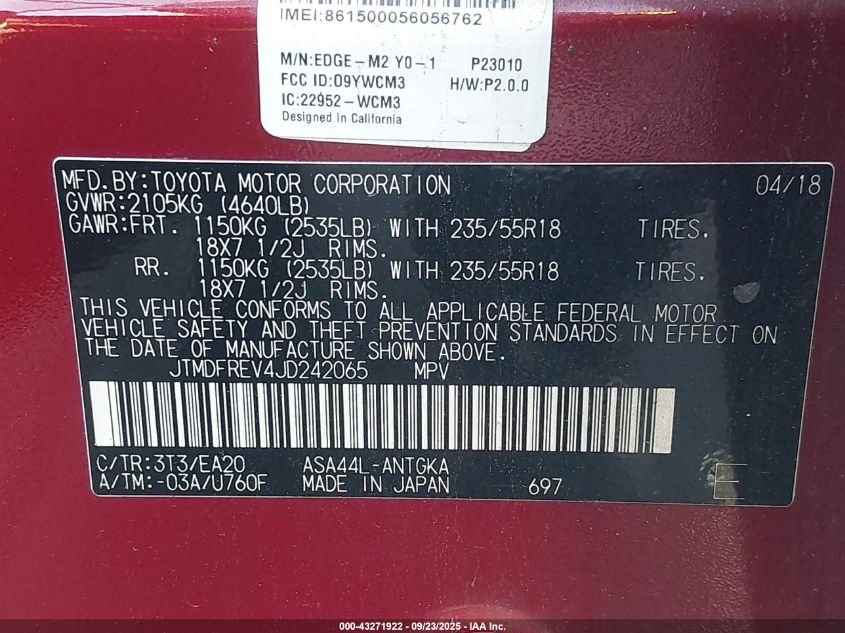 IMEI:861500056056762
M/N:EDGE-M2 Y0-1 P23010
FCC ID:O9YWCM3 H/W:P2.0.0
IC:22952-WCM3
Designed in California
MFD.BY:TOYOTA MOTOR CORPORATION 04/18
GVWR:2105KG (4640LB)
GAWR:FRT. 1150KG (2535LB) WITH 235/55R18 TIRES,
18X7 1/2J RIMS.
RR. 1150KG (2535LB) WITH 235/55R18 TIRES,
18X7 1/2J RIMS.
THIS VEHICLE CONFORMS TO ALL APPLICABLE FEDERAL MOTOR
VEHICLE SAFETY AND THEFT PREVENTION STANDARDS IN EFFECT ON
THE DATE OF MANUFACTURE SHOWN ABOVE.
JTMDFREV4JD242065 MPV
C/TR:3T3/EA20 ASA44L-ANTGKA
A/TM:-03A/U760F MADE IN JAPAN 697 E
000-43271922 - 09/23/2025 - IAA Inc.